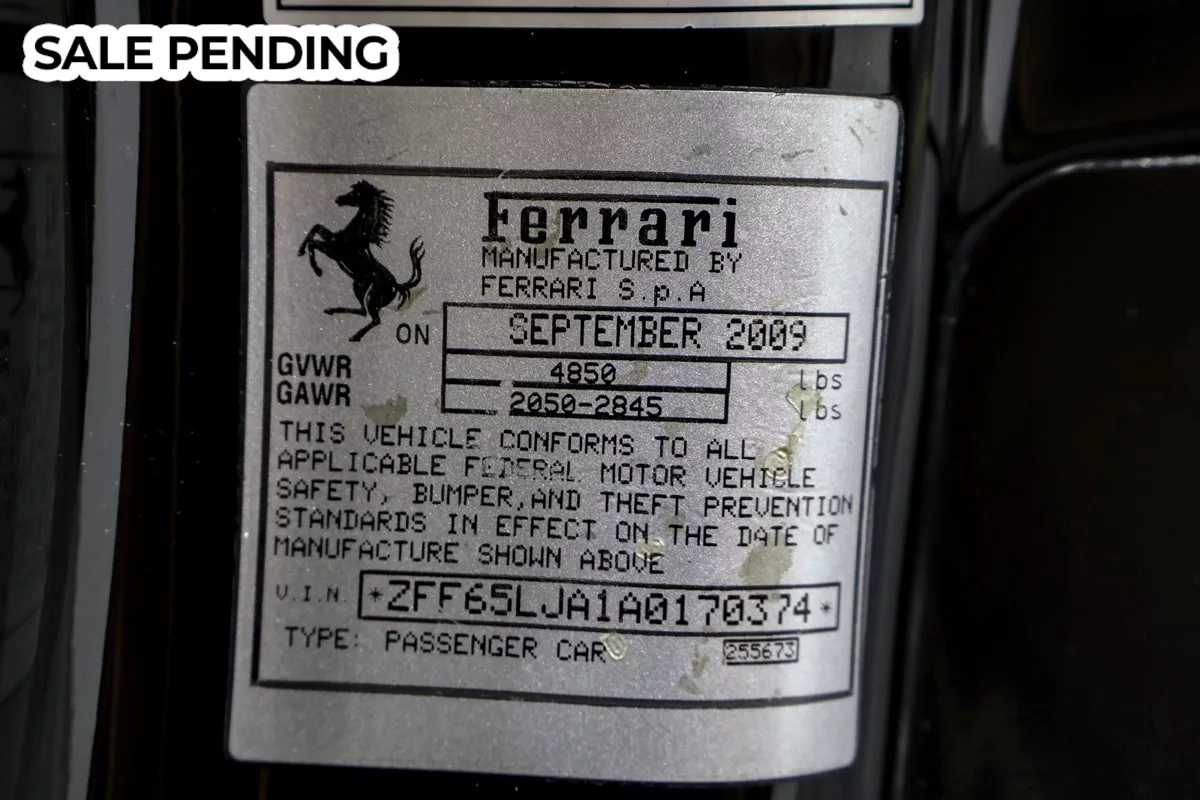 SALE PENDING
Ferrari
MANUFACTURED BY
FERRARI S.p.A
ON SEPTEMBER 2009
GVWR 4850 lbs
GAWR 2050-2845 lbs
THIS VEHICLE CONFORMS TO ALL
APPLICABLE FEDERAL MOTOR VEHICLE
SAFETY, BUMPER,AND THEFT PREVENTION
STANDARDS IN EFFECT ON THE DATE OF
MANUFACTURE SHOWN ABOVE
V.I.N. *ZFF65LJA1A0170374*
TYPE: PASSENGER CAR 255673